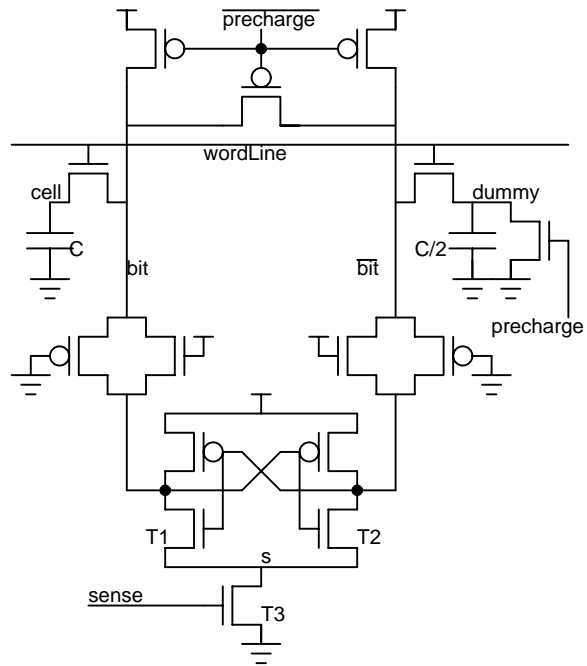 precharge
wordLine
cell
dummy
C
C/2
bit
bit
precharge
T1
T2
s
sense
T3